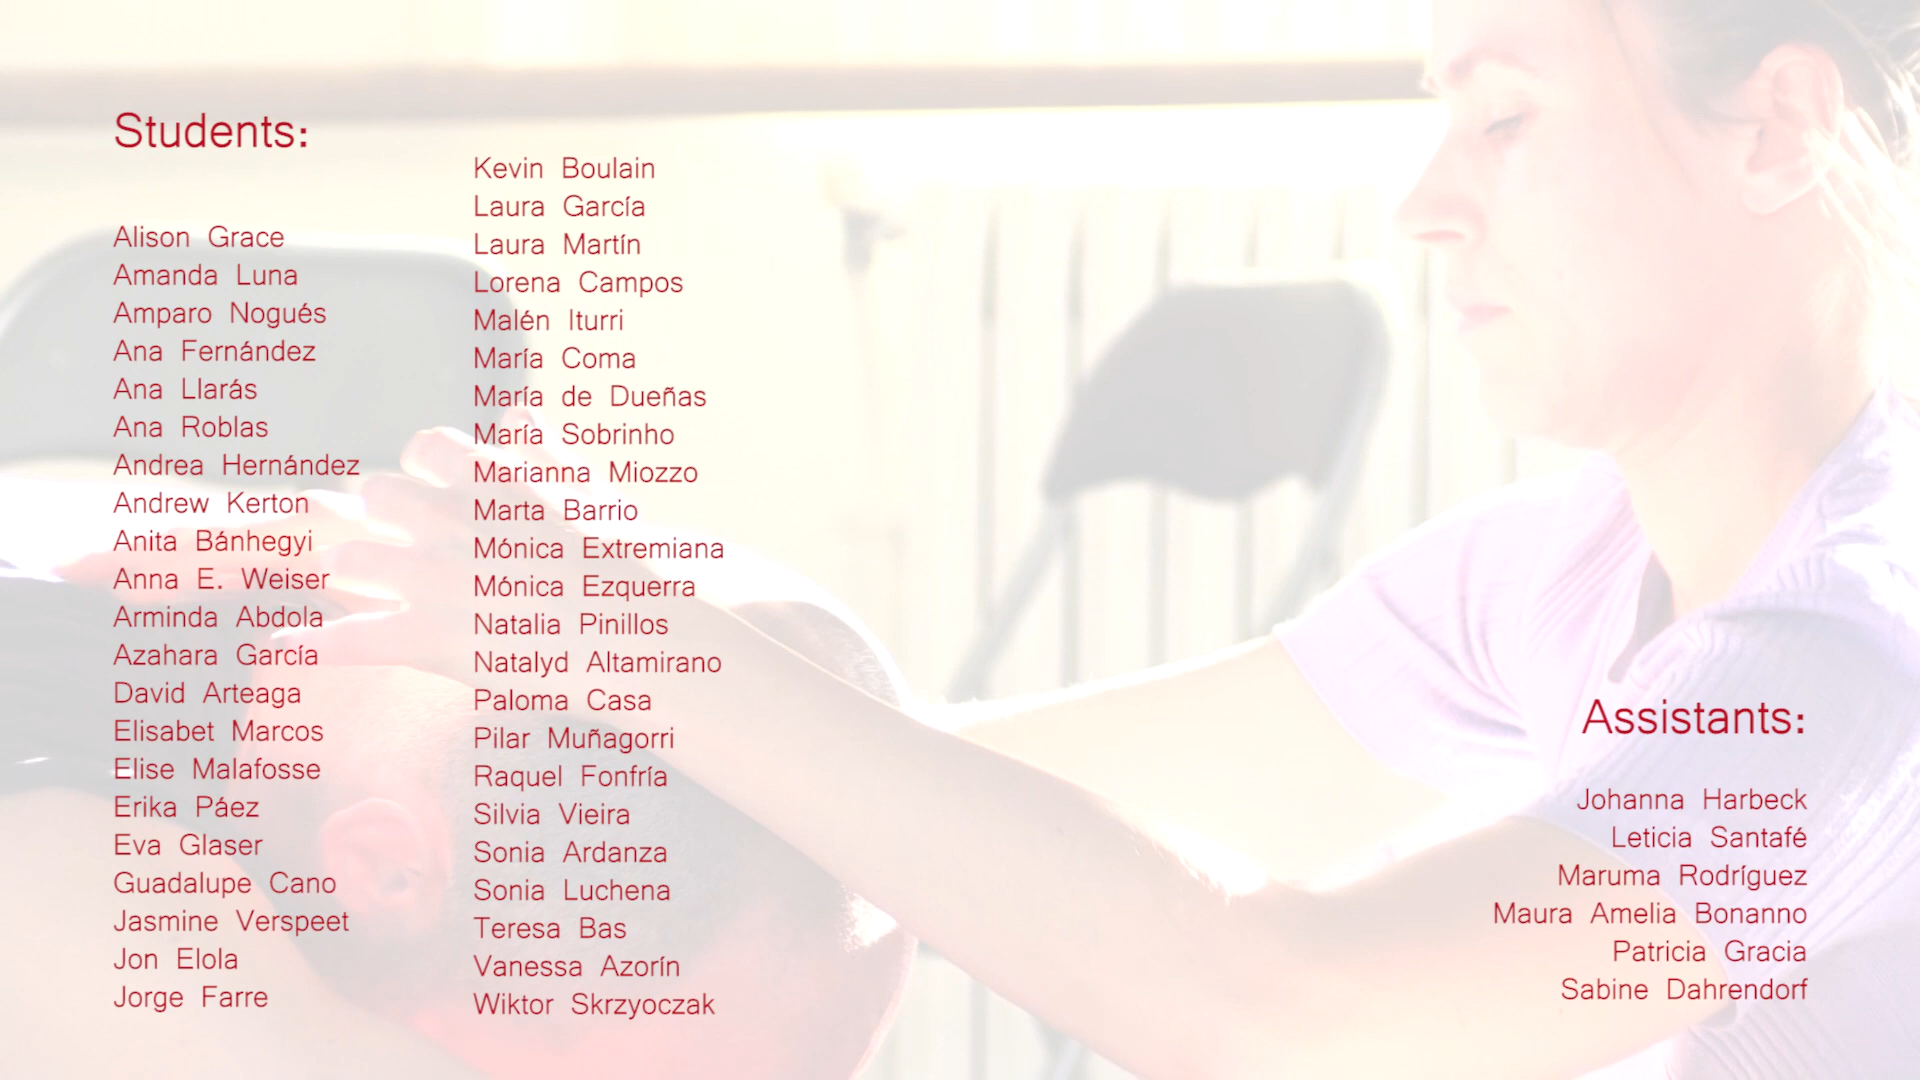 Students:
Alison Grace
Amanda Luna
Amparo Nogués
Ana Fernández
Ana Llarás
Ana Roblas
Andrea Hernández
Andrew Kerton
Anita Bánhegyi
Anna E. Weiser
Arminda Abdola
Azahara García
David Arteaga
Elisabet Marcos
Elise Malafosse
Erika Páez
Eva Glaser
Guadalupe Cano
Jasmine Verspeet
Jon Elola
Jorge Farre
Kevin Boulain
Laura García
Laura Martín
Lorena Campos
Malén Iturri
María Coma
María de Dueñas
María Sobrinho
Marianna Miozzo
Marta Barrio
Mónica Extremiana
Mónica Ezquerra
Natalia Pinillos
Natalyd Altamirano
Paloma Casa
Pilar Muñagorri
Raquel Fonfría
Silvia Vieira
Sonia Ardanza
Sonia Luchena
Teresa Bas
Vanessa Azorín
Wiktor Skrzyoczak
Assistants:
Johanna Harbeck
Leticia Santafé
Maruma Rodríguez
Maura Amelia Bonanno
Patricia Gracia
Sabine Dahrendorf